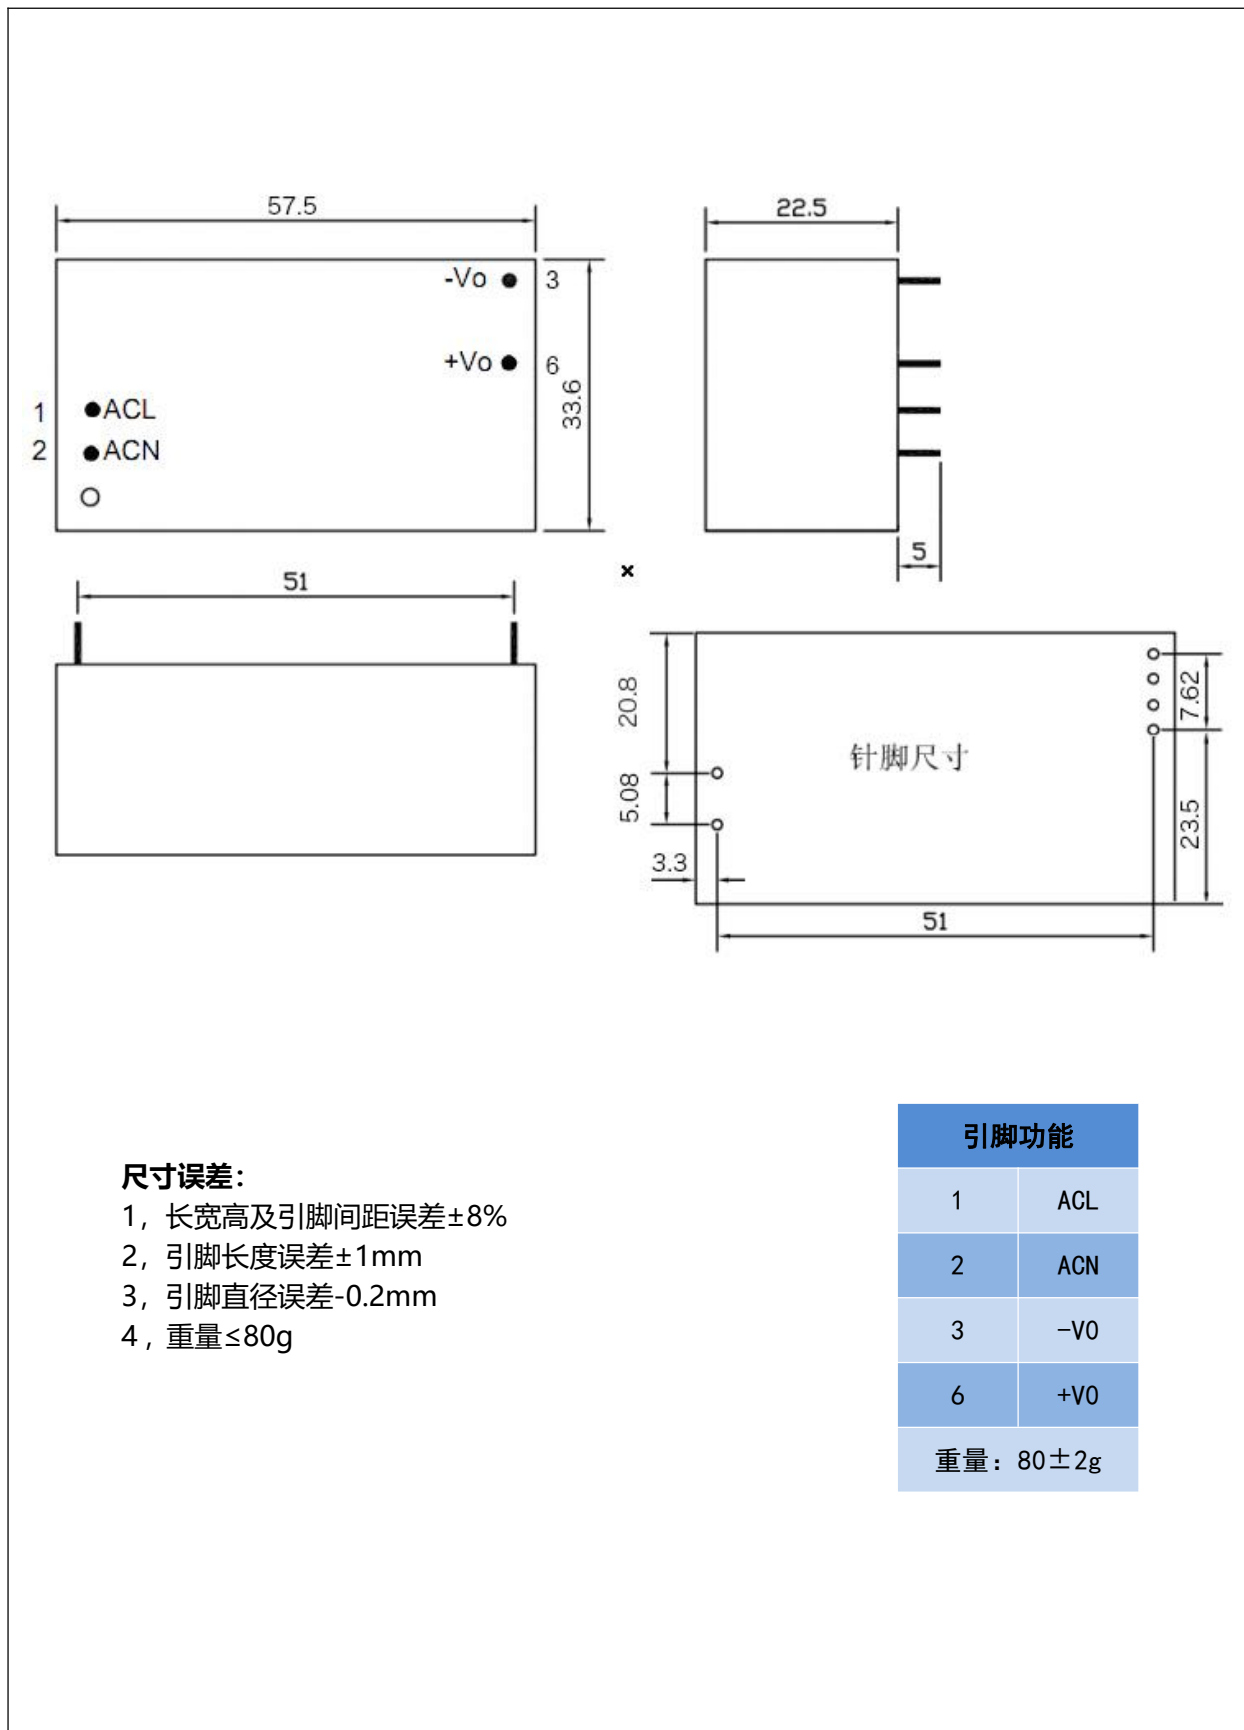 57.5
22.5
-Vo 3
+Vo 6
33.6
1 ACL
2 ACN
5
51
20.8
7.62
针脚尺寸
5.08
23.5
3.3
51
引脚功能
1 ACL
2 ACN
3 -VO
6 +VO
重量：80±2g
尺寸误差：
1，长宽高及引脚间距误差±8%
2，引脚长度误差±1mm
3，引脚直径误差-0.2mm
4，重量≤80g